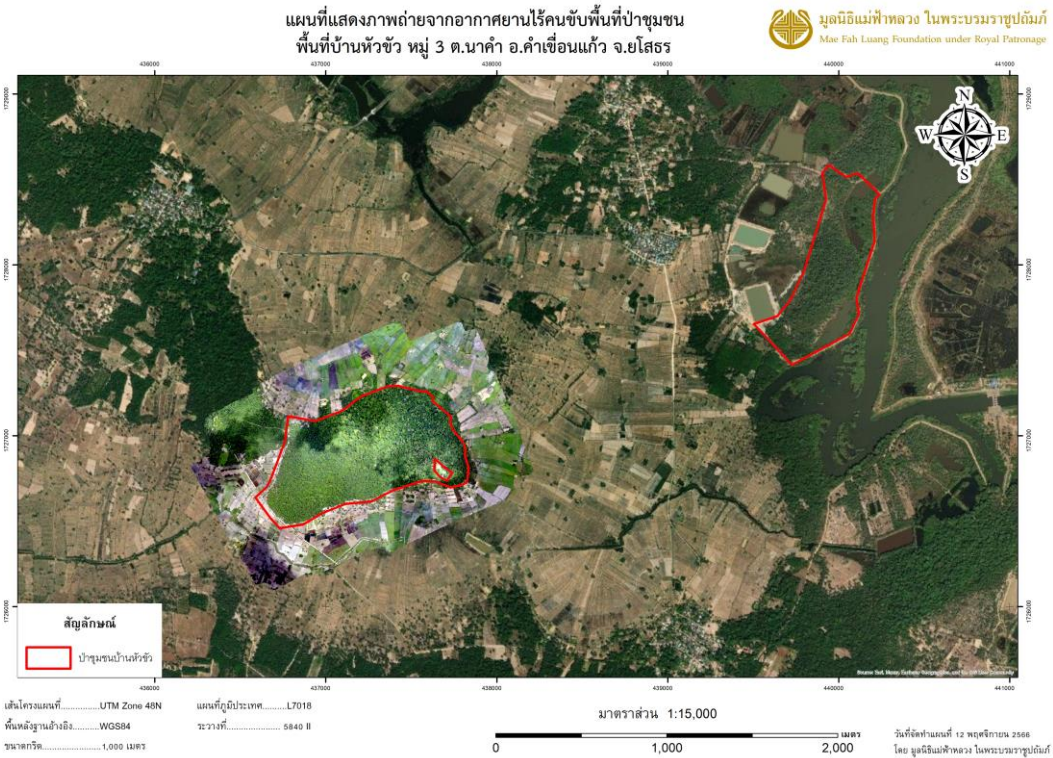 แผนที่แสดงภาพถ่ายจากอากาศยานไร้คนขับพื้นที่ป่าชุมชน
พื้นที่บ้านหัวขัว หมู่ 3 ต.นาคำ อ.คำเขื่อนแก้ว จ.ยโสธร
มูลนิธิแม่ฟ้าหลวง ในพระบรมราชูปถัมภ์
Mae Fah Luang Foundation under Royal Patronage
436000 437000 438000 439000 440000 441000
1729000 1729000
N
W E
S
1728000 1728000
1727000 1727000
1726000 1726000
สัญลักษณ์
ป่าชุมชนบ้านหัวขัว
436000 437000 438000 439000 440000 441000
เส้นโครงแผนที่...............UTM Zone 48N
พื้นหลังฐานอ้างอิง..........WGS84
ขนาดกริด......................1,000 เมตร
แผนที่ภูมิประเทศ.........L7018
ระวางที่.................... 5840 II
มาตราส่วน 1:15,000
เมตร
0 1,000 2,000
วันที่จัดทำแผนที่ 12 พฤศจิกายน 2566
โดย มูลนิธิแม่ฟ้าหลวง ในพระบรมราชูปถัมภ์